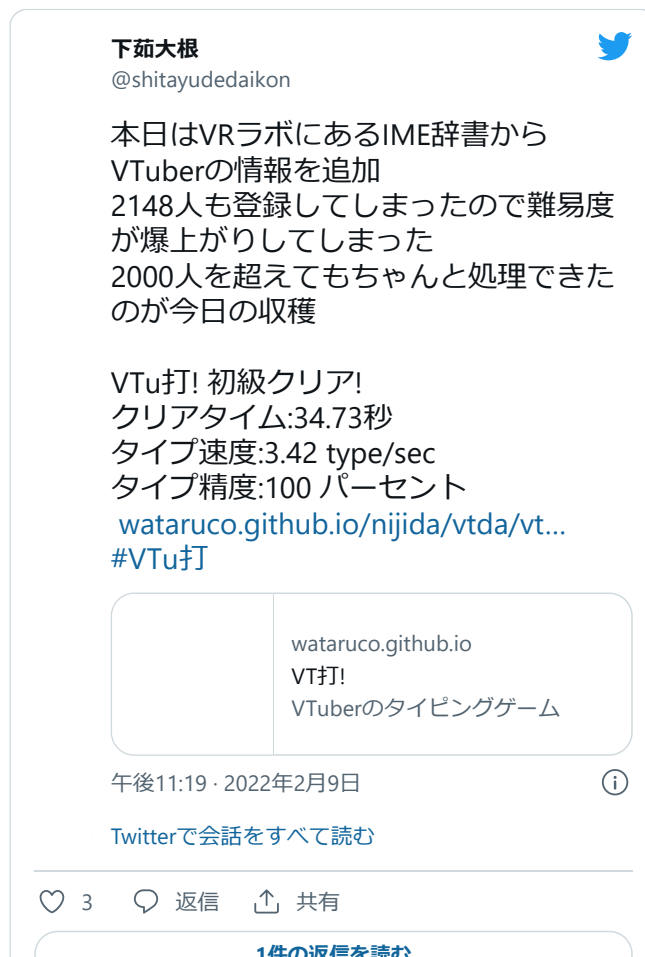 下茹大根
@shitayudedaikon
本日はVRラボにあるIME辞書から
VTuberの情報を追加
2148人も登録してしまったので難易度
が爆上がりしてしまった
2000人を超えてもちゃんと処理できた
のが今日の収穫
VTu打! 初級クリア!
クリアタイム:34.73秒
タイプ速度:3.42 type/sec
タイプ精度:100 パーセント
wataruco.github.io/nijida/vtda/vt…
#VTu打
wataruco.github.io
VT打!
VTuberのタイピングゲーム
午後11:19 · 2022年2月9日
Twitterで会話をすべて読む
3 返信 共有
1件の返信を読む